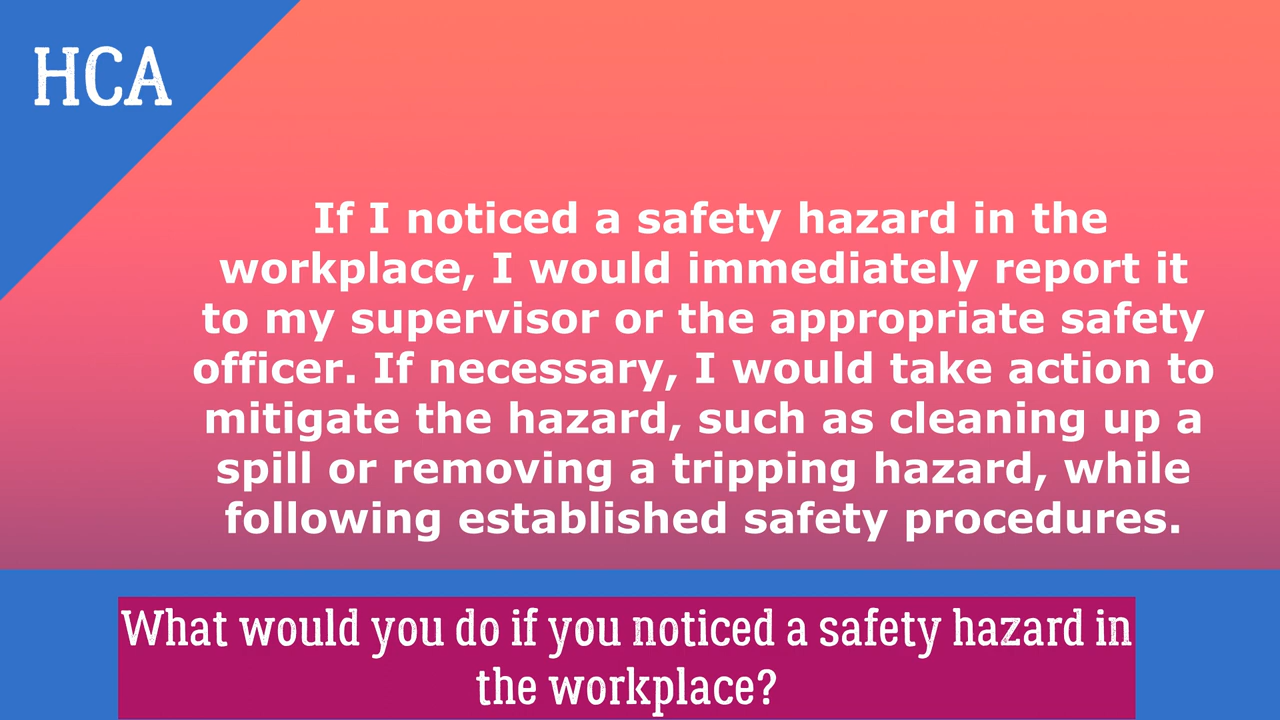 HCA
If I noticed a safety hazard in the
workplace, I would immediately report it
to my supervisor or the appropriate safety
officer. If necessary, I would take action to
mitigate the hazard, such as cleaning up a
spill or removing a tripping hazard, while
following established safety procedures.
What would you do if you noticed a safety hazard in
the workplace?